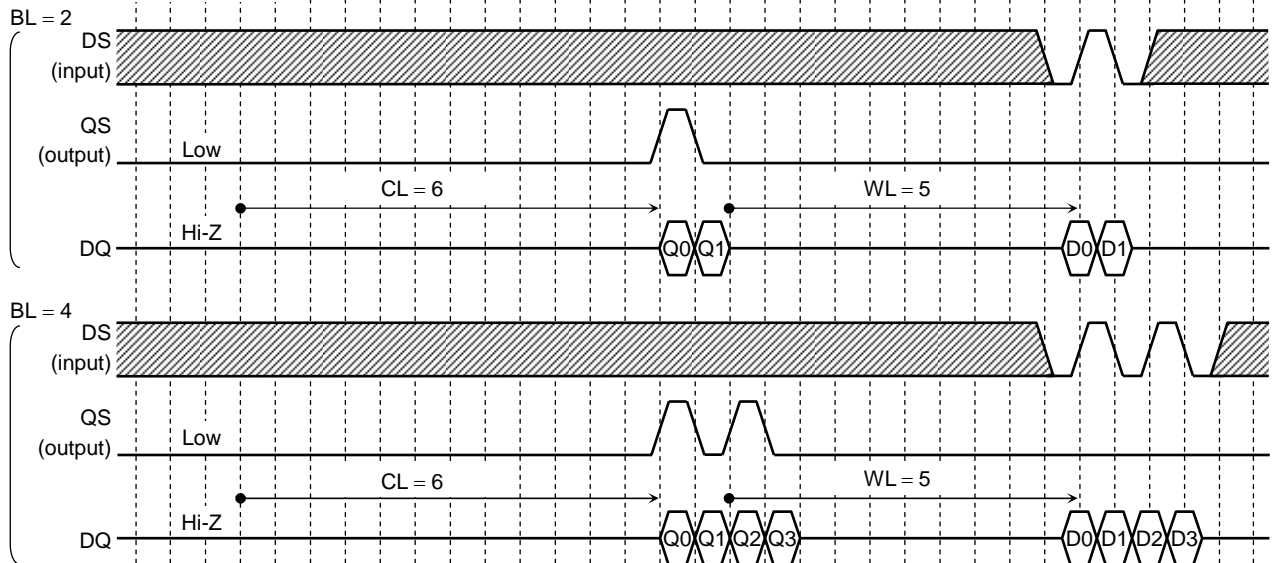 BL = 2
DS
(input)
QS
(output)
Low
CL = 6
WL = 5
Hi-Z
DQ
Q0 Q1
D0 D1
BL = 4
DS
(input)
QS
(output)
Low
CL = 6
WL = 5
Hi-Z
DQ
Q0 Q1 Q2 Q3
D0 D1 D2 D3